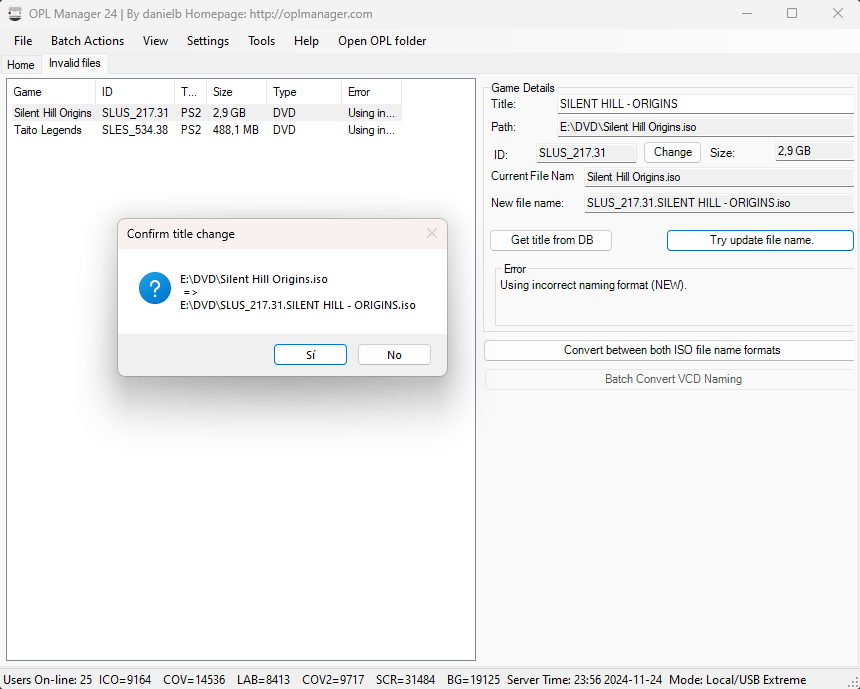 OPL Manager 24 | By danielb Homepage: http://oplmanager.com
File Batch Actions View Settings Tools Help Open OPL folder
Home Invalid files
Game ID T... Size Type Error
Silent Hill Origins SLUS_217.31 PS2 2,9 GB DVD Using in...
Taito Legends SLES_534.38 PS2 488,1 MB DVD Using in...
Game Details
Title: SILENT HILL - ORIGINS
Path: E:\DVD\Silent Hill Origins.iso
ID: SLUS_217.31 Change Size: 2,9 GB
Current File Nam Silent Hill Origins.iso
New file name: SLUS_217.31.SILENT HILL - ORIGINS.iso
Get title from DB Try update file name.
Error
Using incorrect naming format (NEW).
Convert between both ISO file name formats
Batch Convert VCD Naming
Confirm title change
?
E:\DVD\Silent Hill Origins.iso
=>
E:\DVD\SLUS_217.31.SILENT HILL - ORIGINS.iso
Sí No
Users On-line: 25 ICO=9164 COV=14536 LAB=8413 COV2=9717 SCR=31484 BG=19125 Server Time: 23:56 2024-11-24 Mode: Local/USB Extreme